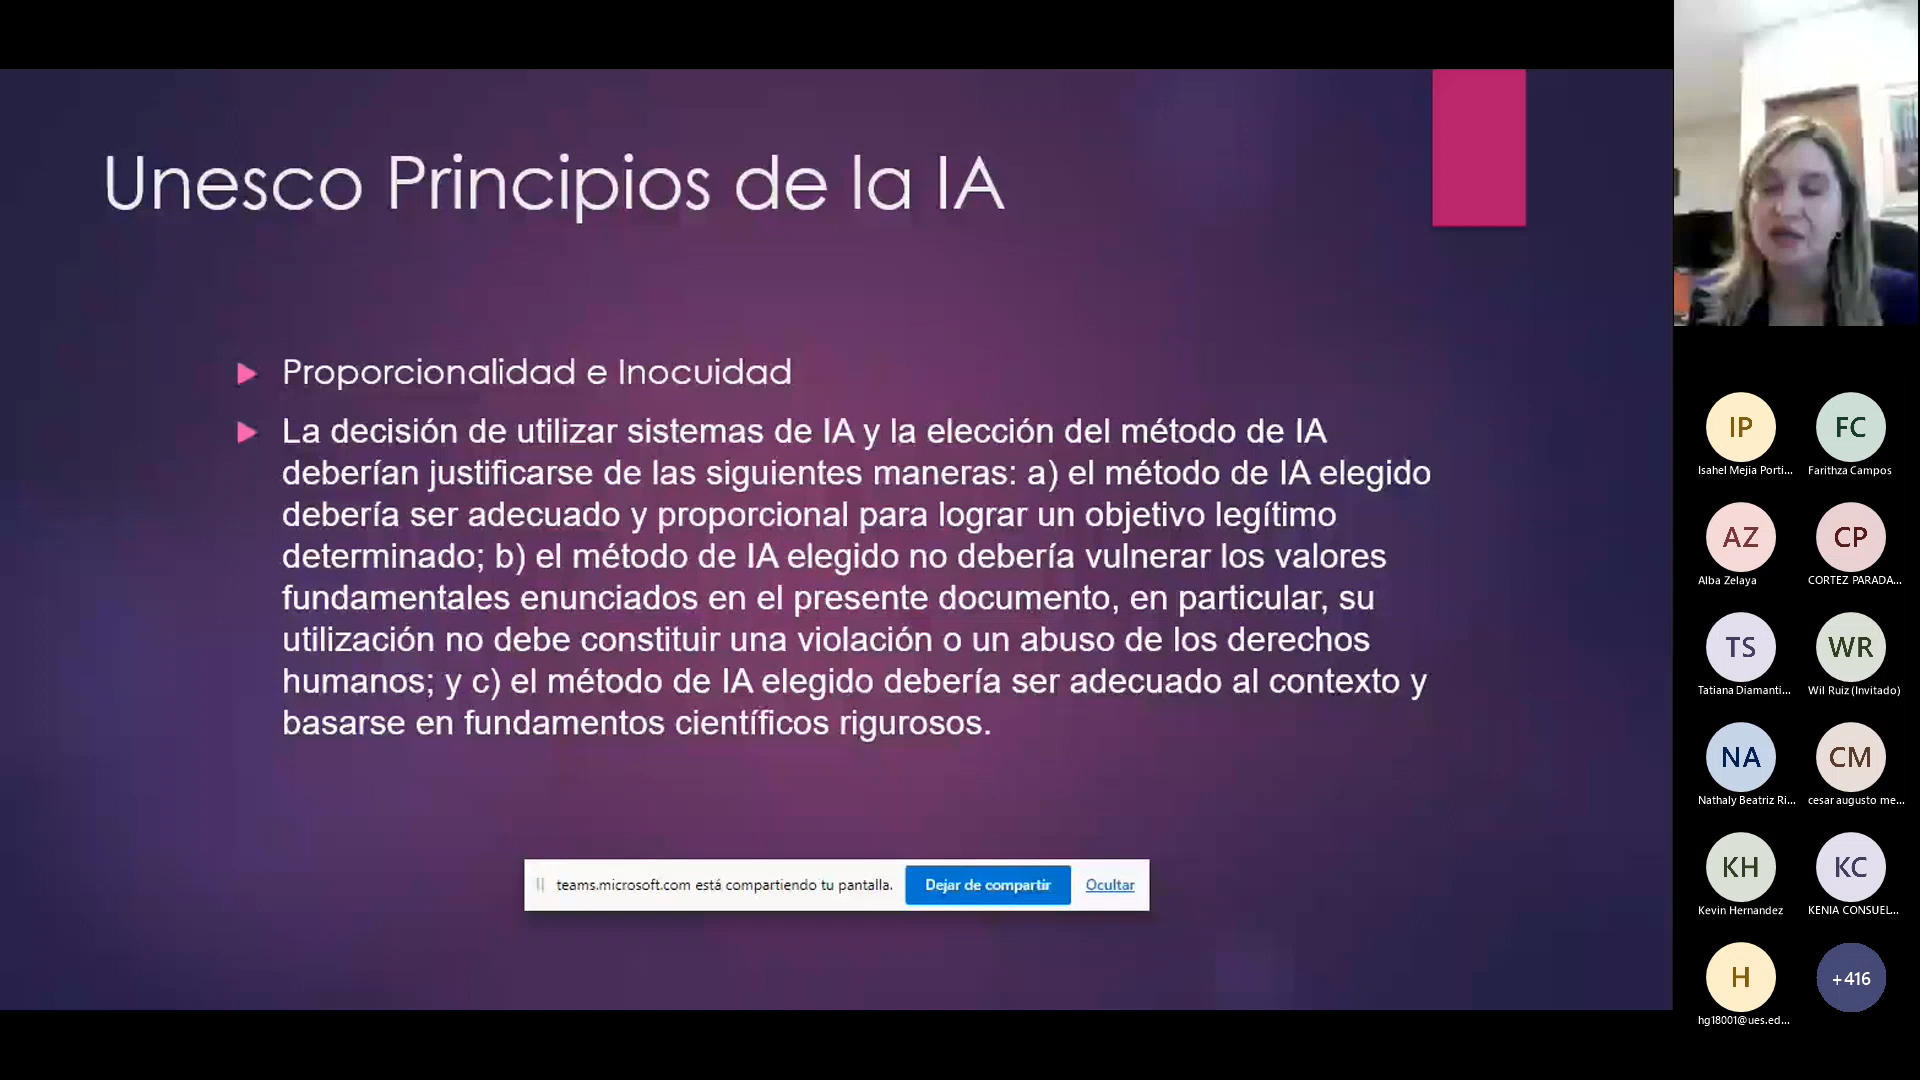 Unesco Principios de la IA
Proporcionalidad e Inocuidad
La decisión de utilizar sistemas de IA y la elección del método de IA
deberían justificarse de las siguientes maneras: a) el método de IA elegido
debería ser adecuado y proporcional para lograr un objetivo legítimo
determinado; b) el método de IA elegido no debería vulnerar los valores
fundamentales enunciados en el presente documento, en particular, su
utilización no debe constituir una violación o un abuso de los derechos
humanos; y c) el método de IA elegido debería ser adecuado al contexto y
basarse en fundamentos científicos rigurosos.
teams.microsoft.com está compartiendo tu pantalla. Dejar de compartir Ocultar
IP FC
Isahel Mejia Porti... Farithza Campos
AZ CP
Alba Zelaya CORTEZ PARADA...
TS WR
Tatiana Diamanti... Wil Ruiz (Invitado)
NA CM
Nathaly Beatriz Ri... cesar augusto me...
KH KC
Kevin Hernandez KENIA CONSUEL...
H +416
hg18001@ues.ed...